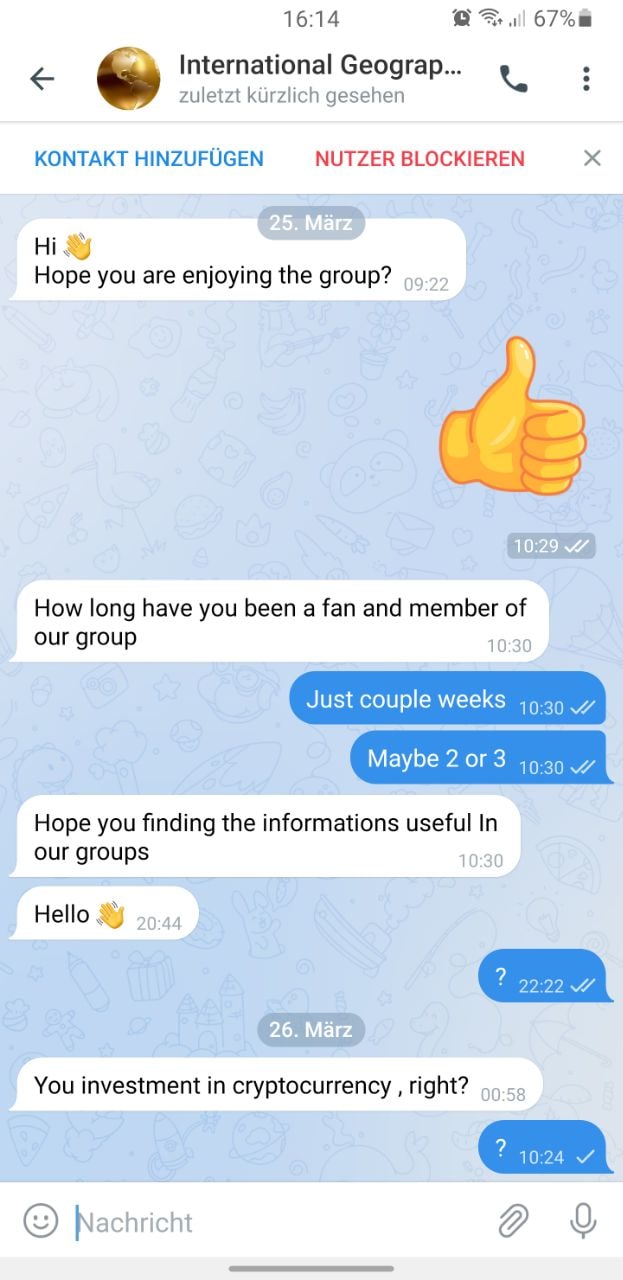 16:14 67%
International Geograp...
zuletzt kürzlich gesehen
KONTAKT HINZUFÜGEN NUTZER BLOCKIEREN
25. März
Hi 👋
Hope you are enjoying the group? 09:22
10:29
How long have you been a fan and member of
our group
10:30
Just couple weeks 10:30
Maybe 2 or 3 10:30
Hope you finding the informations useful In
our groups
10:30
Hello 👋 20:44
? 22:22
26. März
You investment in cryptocurrency , right? 00:58
? 10:24
Nachricht